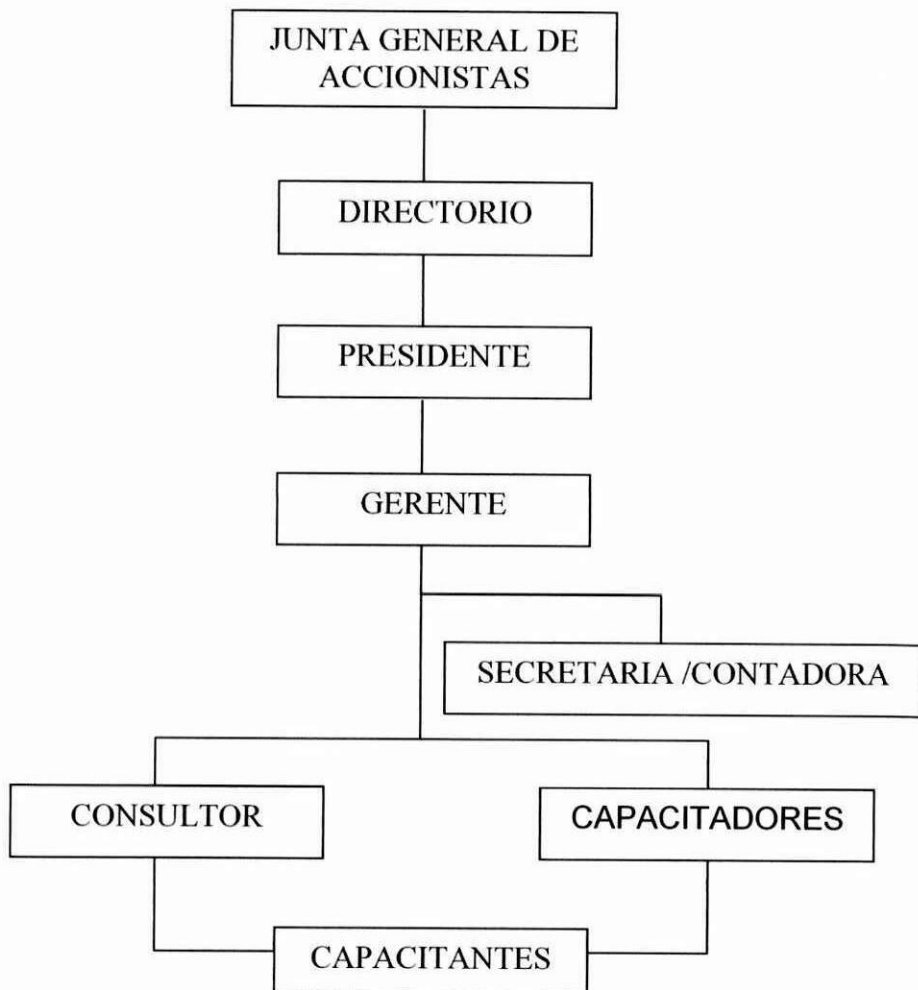 JUNTA GENERAL DE
ACCIONISTAS
DIRECTORIO
PRESIDENTE
GERENTE
SECRETARIA /CONTADORA
CONSULTOR
CAPACITADORES
CAPACITANTES